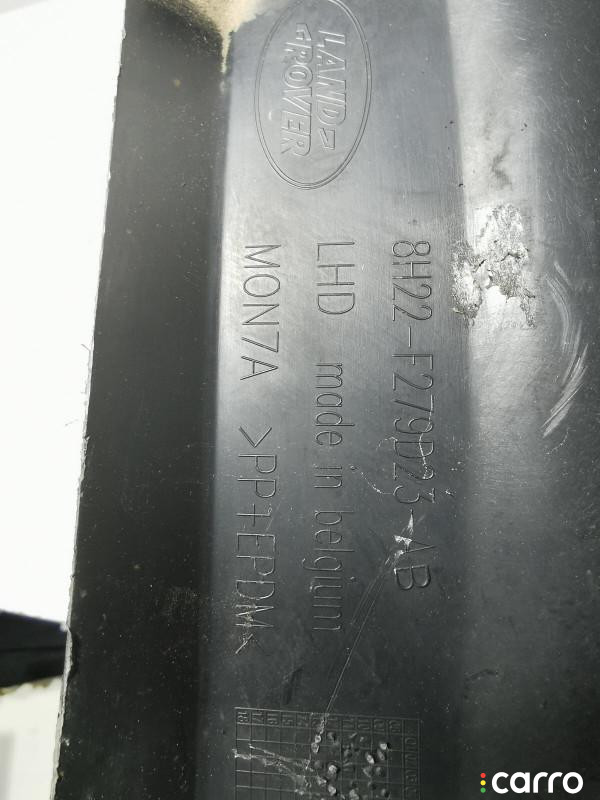 LAND
ROVER
8H22-F279D23-AB
LHD made in belgium
MON7A >PP+EPDM<
carro